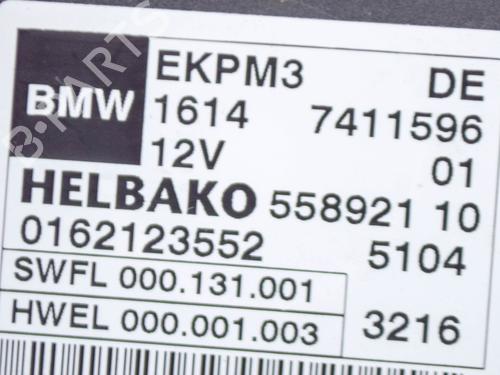 BMW EKPM3 DE
1614 7411596
12V 01
HELBAKO 558921 10
0162123552 5104
SWFL 000.131.001
HWEL 000.001.003 3216
B-PARTS